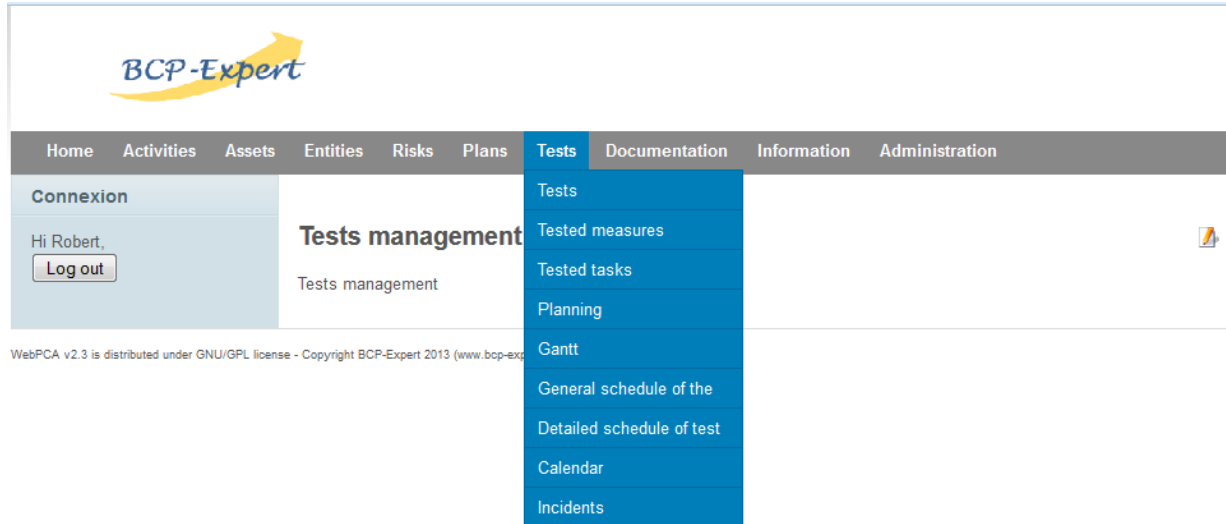 BCP-Expert
Home Activities Assets Entities Risks Plans Tests Documentation Information Administration
Connexion
Hi Robert,
Log out
Tests management
Tests management
Tests
Tested measures
Tested tasks
Planning
Gantt
General schedule of the
Detailed schedule of test
Calendar
Incidents
WebPCA v2.3 is distributed under GNU/GPL license - Copyright BCP-Expert 2013 (www.bcp-exp